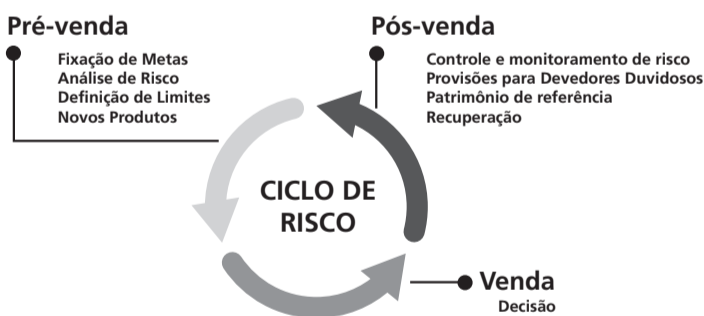 Pré-venda
Fixação de Metas
Análise de Risco
Definição de Limites
Novos Produtos
Pós-venda
Controle e monitoramento de risco
Provisões para Devedores Duvidosos
Patrimônio de referência
Recuperação
CICLO DE
RISCO
Venda
Decisão